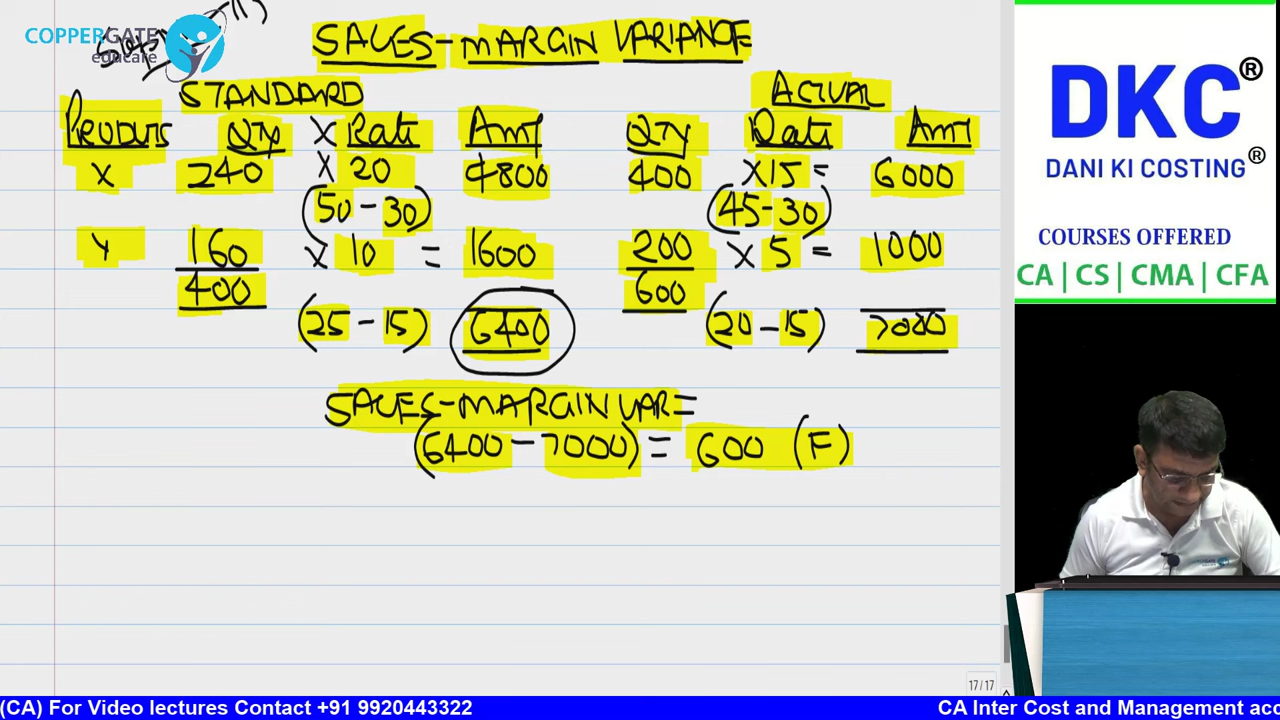 COPPERGATE
educate
SALES-MARGIN VARIANCE
STANDARD ACTUAL
PRODUCTS QTY X Rate AMT QTY Rate AMT
X 240 X 20 4800 400 X15 = 6000
(50 - 30) (45-30)
Y 160 X 10 = 1600 200 X 5 = 1000
400 600
(25 - 15) 6400 (20 - 15) 7000
SALES-MARGIN VAR =
(6400 - 7000) = 600 (F)
17/17
DKC®
DANI KI COSTING®
COURSES OFFERED
CA | CS | CMA | CFA
(CA) For Video lectures Contact +91 9920443322 CA Inter Cost and Management acc